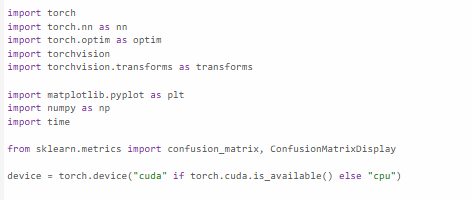 import torch
import torch.nn as nn
import torch.optim as optim
import torchvision
import torchvision.transforms as transforms
import matplotlib.pyplot as plt
import numpy as np
import time
from sklearn.metrics import confusion_matrix, ConfusionMatrixDisplay
device = torch.device("cuda" if torch.cuda.is_available() else "cpu")